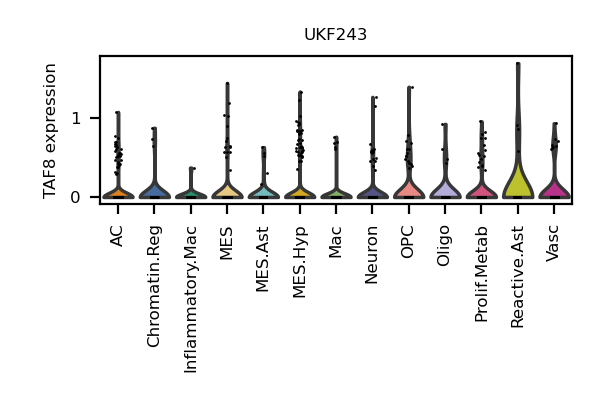 UKF243
TAF8 expression
1
0
AC
Chromatin.Reg
Inflammatory.Mac
MES
MES.Ast
MES.Hyp
Mac
Neuron
OPC
Oligo
Prolif.Metab
Reactive.Ast
Vasc